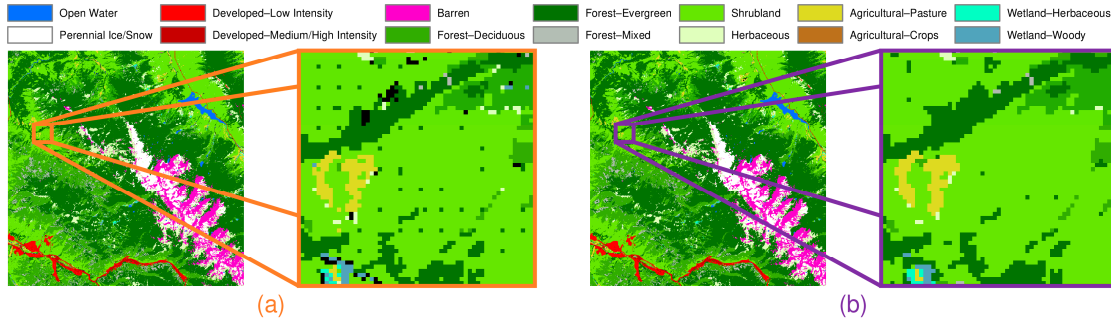 Open Water Developed–Low Intensity Barren Forest–Evergreen Shrubland Agricultural–Pasture Wetland–Herbaceous
Perennial Ice/Snow Developed–Medium/High Intensity Forest–Deciduous Forest–Mixed Herbaceous Agricultural–Crops Wetland–Woody
(a) (b)